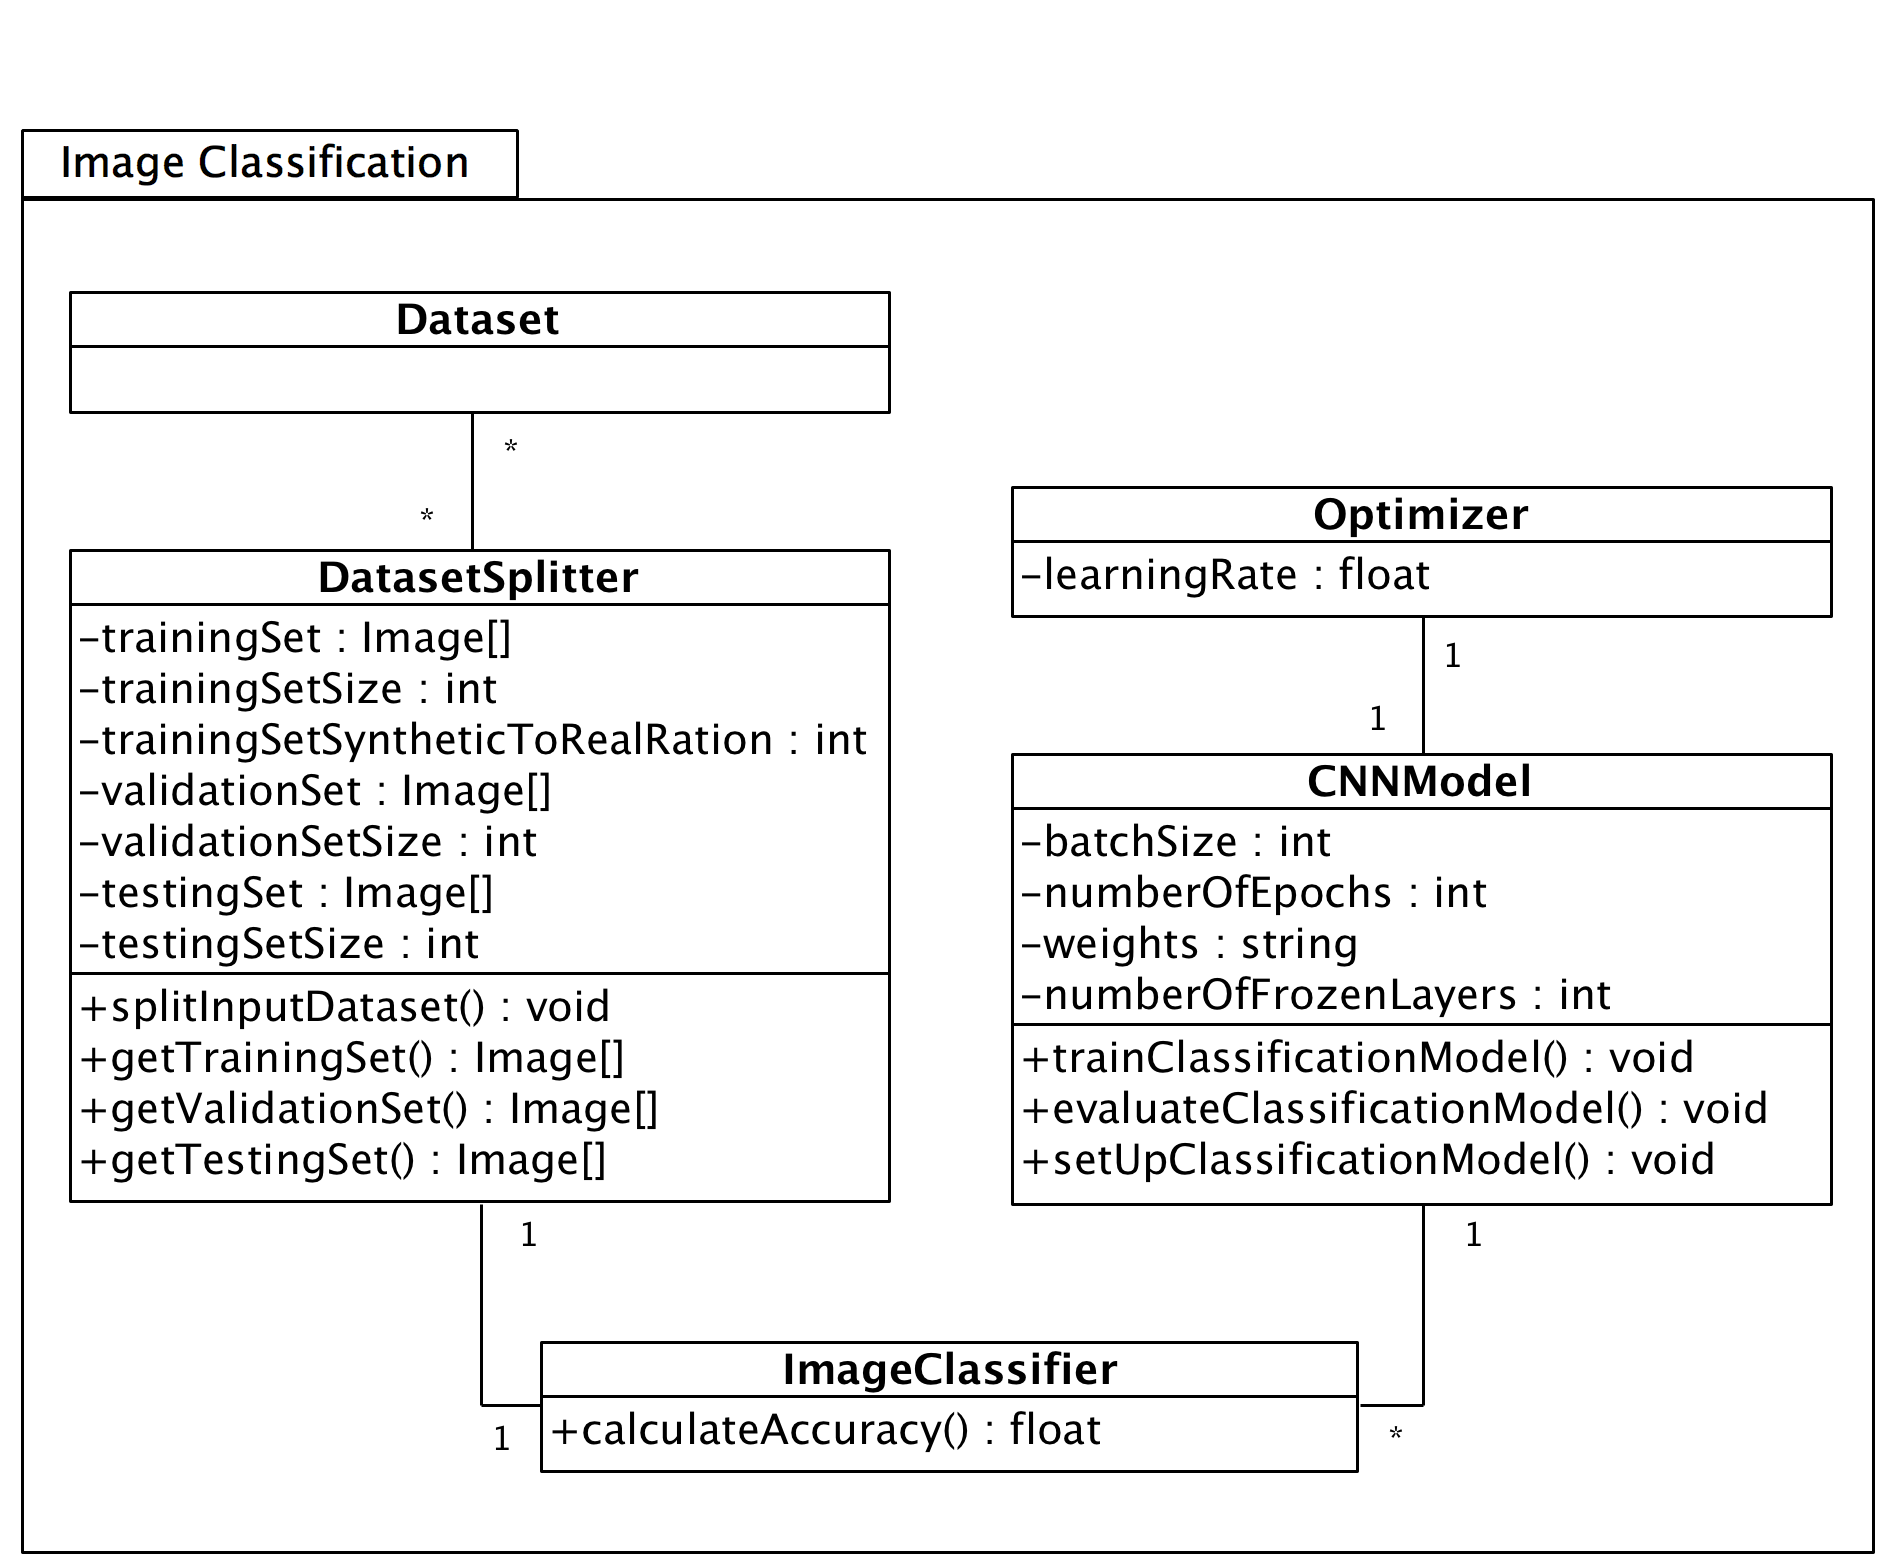 Image Classification
Dataset
*
*
DatasetSplitter
-trainingSet : Image[]
-trainingSetSize : int
-trainingSetSyntheticToRealRation : int
-validationSet : Image[]
-validationSetSize : int
-testingSet : Image[]
-testingSetSize : int
+splitInputDataset() : void
+getTrainingSet() : Image[]
+getValidationSet() : Image[]
+getTestingSet() : Image[]
Optimizer
-learningRate : float
1
1
CNNModel
-batchSize : int
-numberOfEpochs : int
-weights : string
-numberOfFrozenLayers : int
+trainClassificationModel() : void
+evaluateClassificationModel() : void
+setUpClassificationModel() : void
1
1
ImageClassifier
+calculateAccuracy() : float
1
*